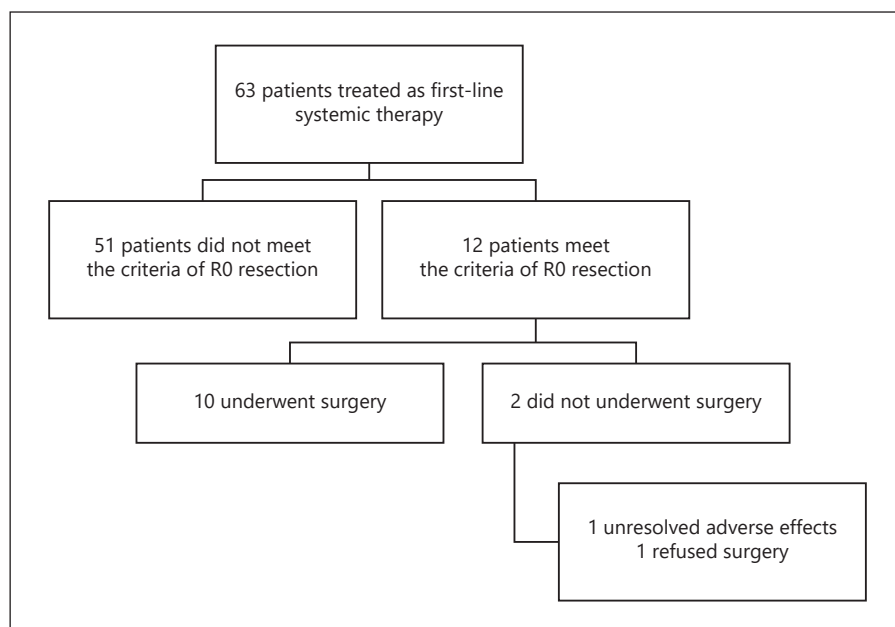 63 patients treated as first-line
systemic therapy
51 patients did not meet
the criteria of R0 resection
12 patients meet
the criteria of R0 resection
10 underwent surgery
2 did not underwent surgery
1 unresolved adverse effects
1 refused surgery